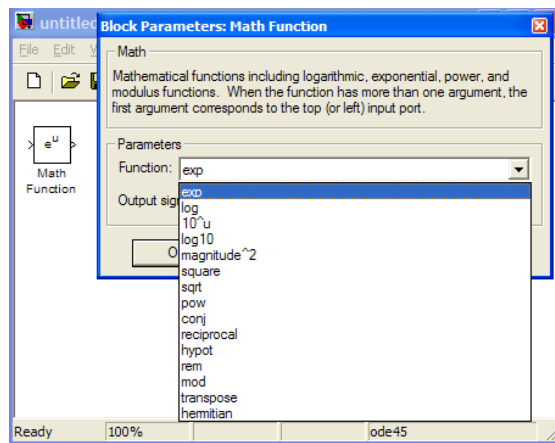 untitled
Block Parameters: Math Function
File Edit
Math
Mathematical functions including logarithmic, exponential, power, and
modulus functions. When the function has more than one argument, the
first argument corresponds to the top (or left) input port.
e^u
Math
Function
Parameters
Function: exp
Output sig
exp
log
10^u
log10
magnitude^2
square
sqrt
pow
conj
reciprocal
hypot
rem
mod
transpose
hermitian
Ready 100% ode45